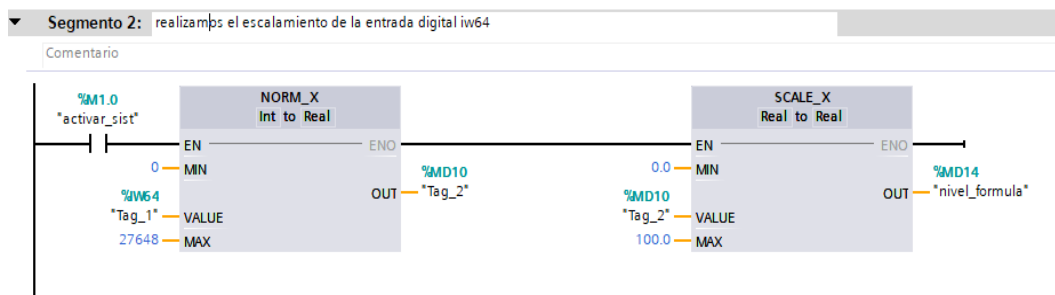 Segmento 2: realizamos el escalamiento de la entrada digital iw64
Comentario
%M1.0
"activar_sist"
NORM_X
Int to Real
EN
ENO
0
MIN
%MD10
"Tag_2"
OUT
%IW64
"Tag_1"
VALUE
27648
MAX
SCALE_X
Real to Real
EN
ENO
0.0
MIN
%MD14
"nivel_formula"
OUT
%MD10
"Tag_2"
VALUE
100.0
MAX